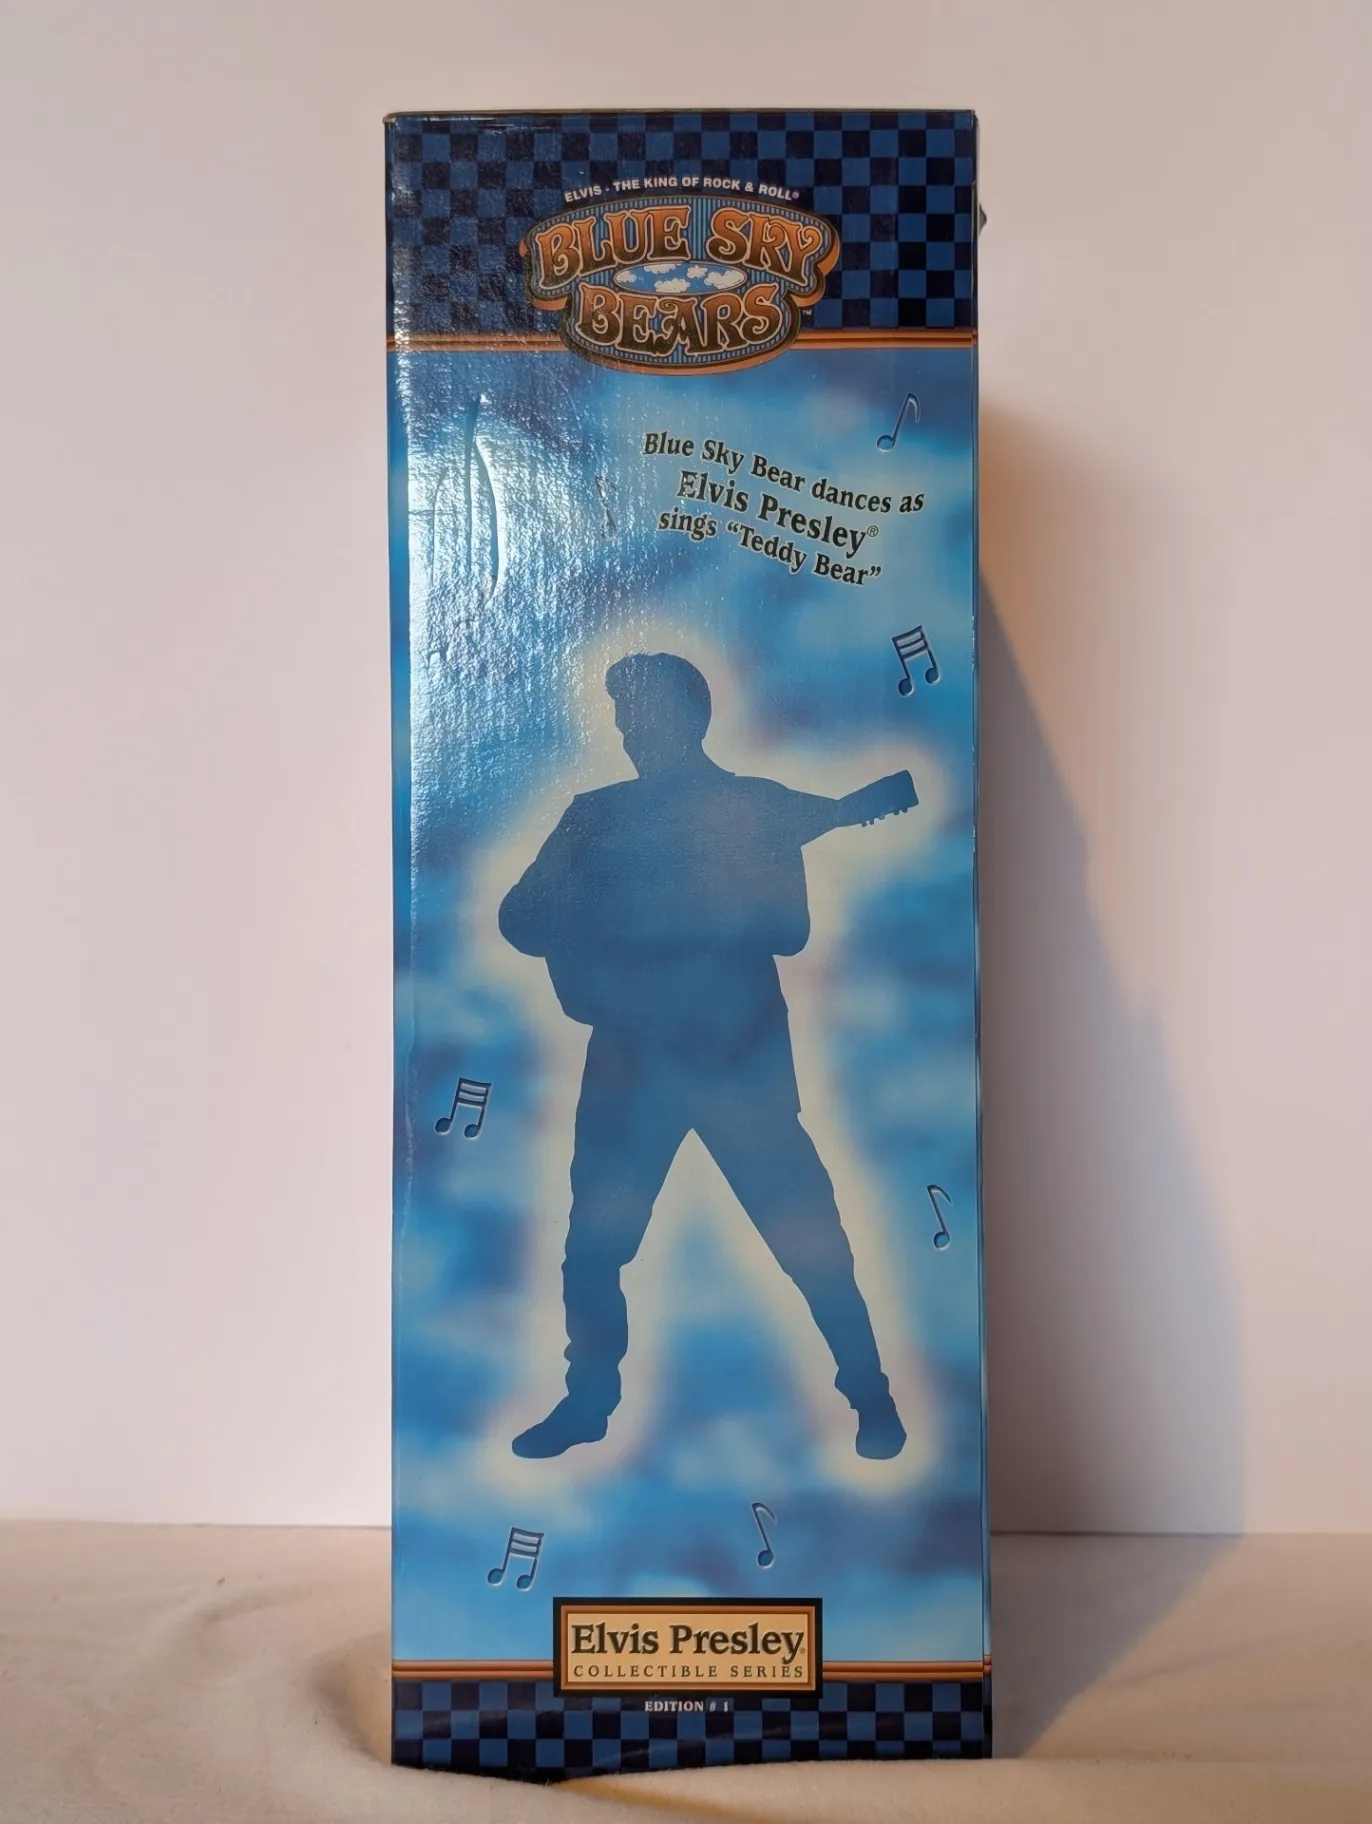 ELVIS - THE KING OF ROCK & ROLL®
BLUE SKY
BEARS™
Blue Sky Bear dances as
Elvis Presley®
sings “Teddy Bear”
Elvis Presley®
COLLECTIBLE SERIES
EDITION # 1